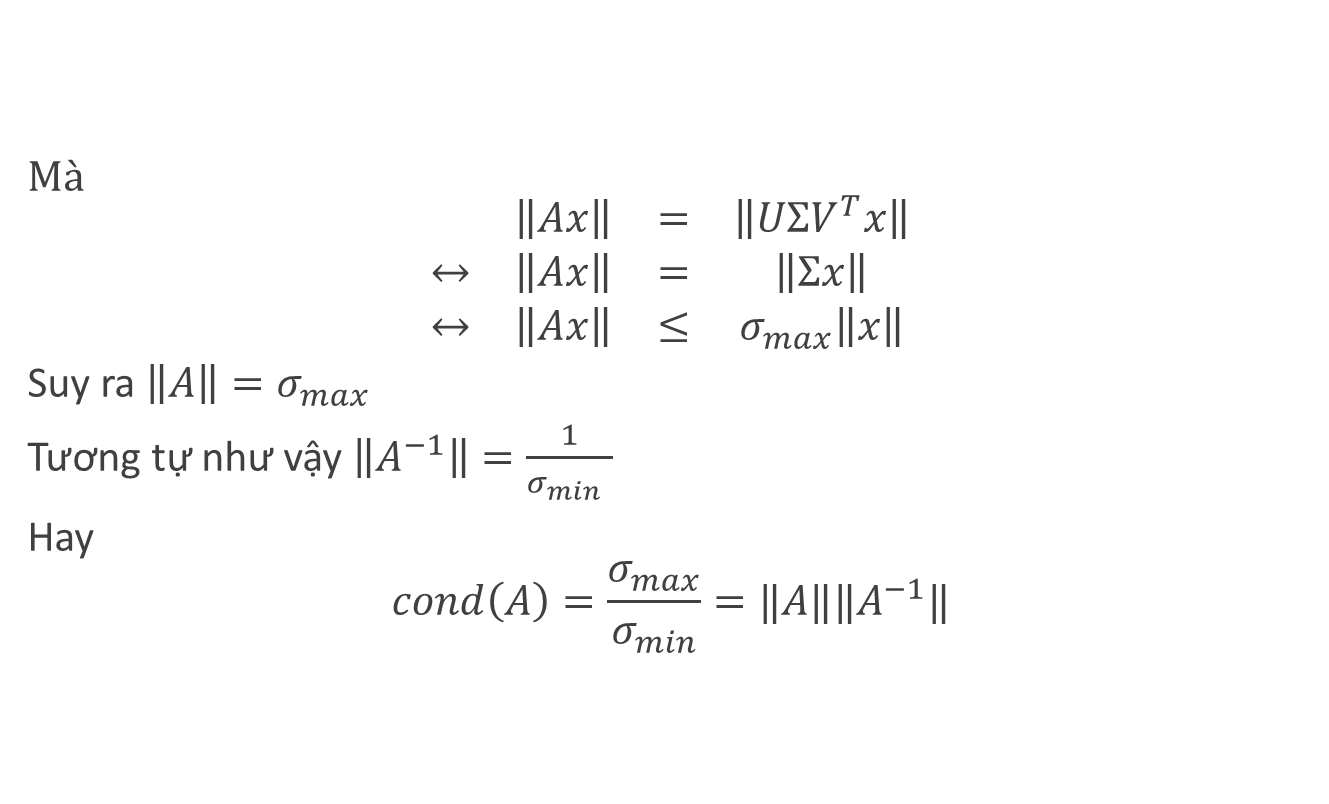 Mà
‖Ax‖ = ‖UΣVᵀx‖
↔ ‖Ax‖ = ‖Σx‖
↔ ‖Ax‖ ≤ σ_max‖x‖
Suy ra ‖A‖ = σ_max
Tương tự như vậy ‖A⁻¹‖ = 1/σ_min
Hay
cond(A) = σ_max/σ_min = ‖A‖‖A⁻¹‖